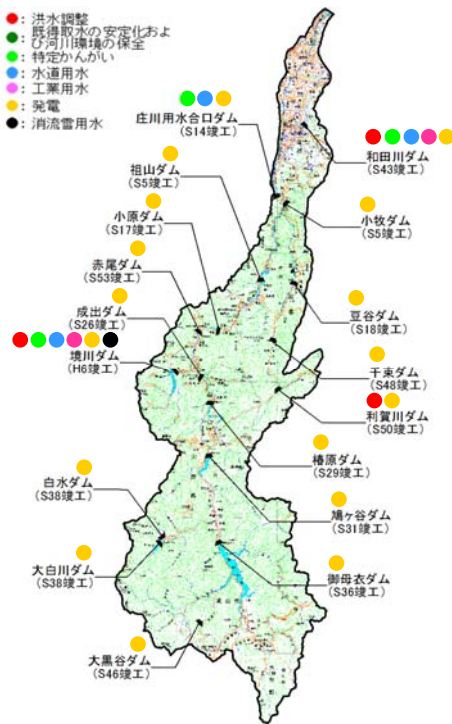 ：洪水調整
：既得取水の安定化およ
び河川環境の保全
：特定かんがい
：水道用水
：工業用水
：発電
：消流雪用水
庄川用水合口ダム
(S14竣工)
和田川ダム
(S43竣工)
祖山ダム
(S5竣工)
小牧ダム
(S5竣工)
小原ダム
(S17竣工)
赤尾ダム
(S53竣工)
豆谷ダム
(S18竣工)
成出ダム
(S26竣工)
境川ダム
(H6竣工)
千束ダム
(S48竣工)
利賀川ダム
(S50竣工)
椿原ダム
(S29竣工)
白水ダム
(S38竣工)
鳩ヶ谷ダム
(S31竣工)
大白川ダム
(S38竣工)
御母衣ダム
(S36竣工)
大黒谷ダム
(S46竣工)